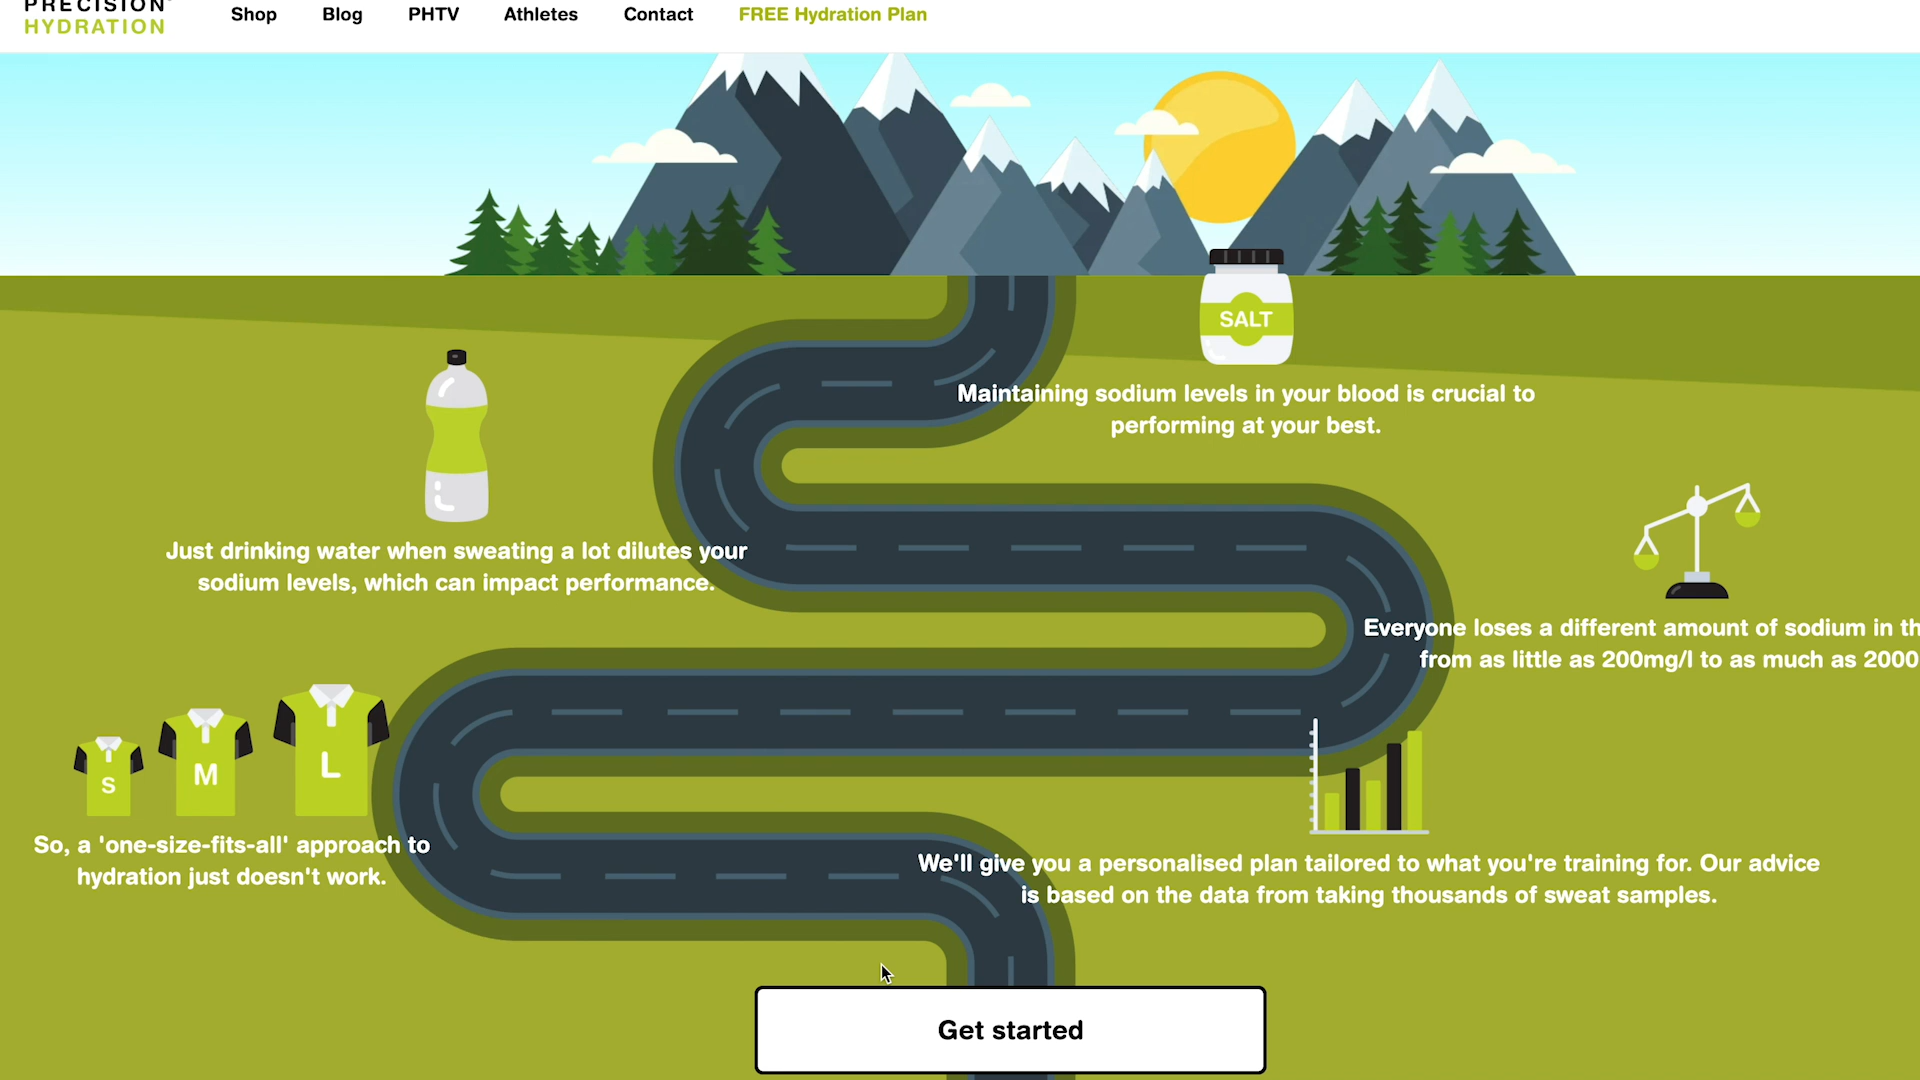 PRECISION
HYDRATION
Shop
Blog
PHTV
Athletes
Contact
FREE Hydration Plan
SALT
Maintaining sodium levels in your blood is crucial to
performing at your best.
Just drinking water when sweating a lot dilutes your
sodium levels, which can impact performance.
Everyone loses a different amount of sodium in
from as little as 200mg/l to as much as 2000
S
M
L
So, a 'one-size-fits-all' approach to
hydration just doesn't work.
We'll give you a personalised plan tailored to what you're training for. Our advice
is based on the data from taking thousands of sweat samples.
Get started